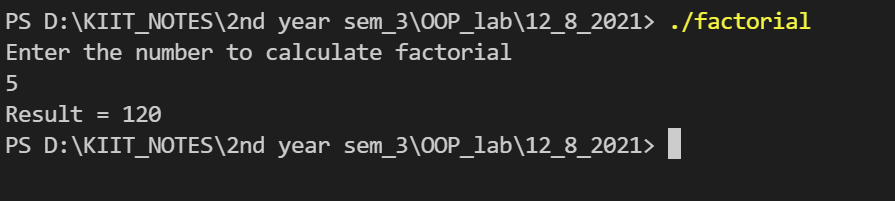 PS D:\KIIT_NOTES\2nd year sem_3\OOP_lab\12_8_2021> ./factorial
Enter the number to calculate factorial
5
Result = 120
PS D:\KIIT_NOTES\2nd year sem_3\OOP_lab\12_8_2021>